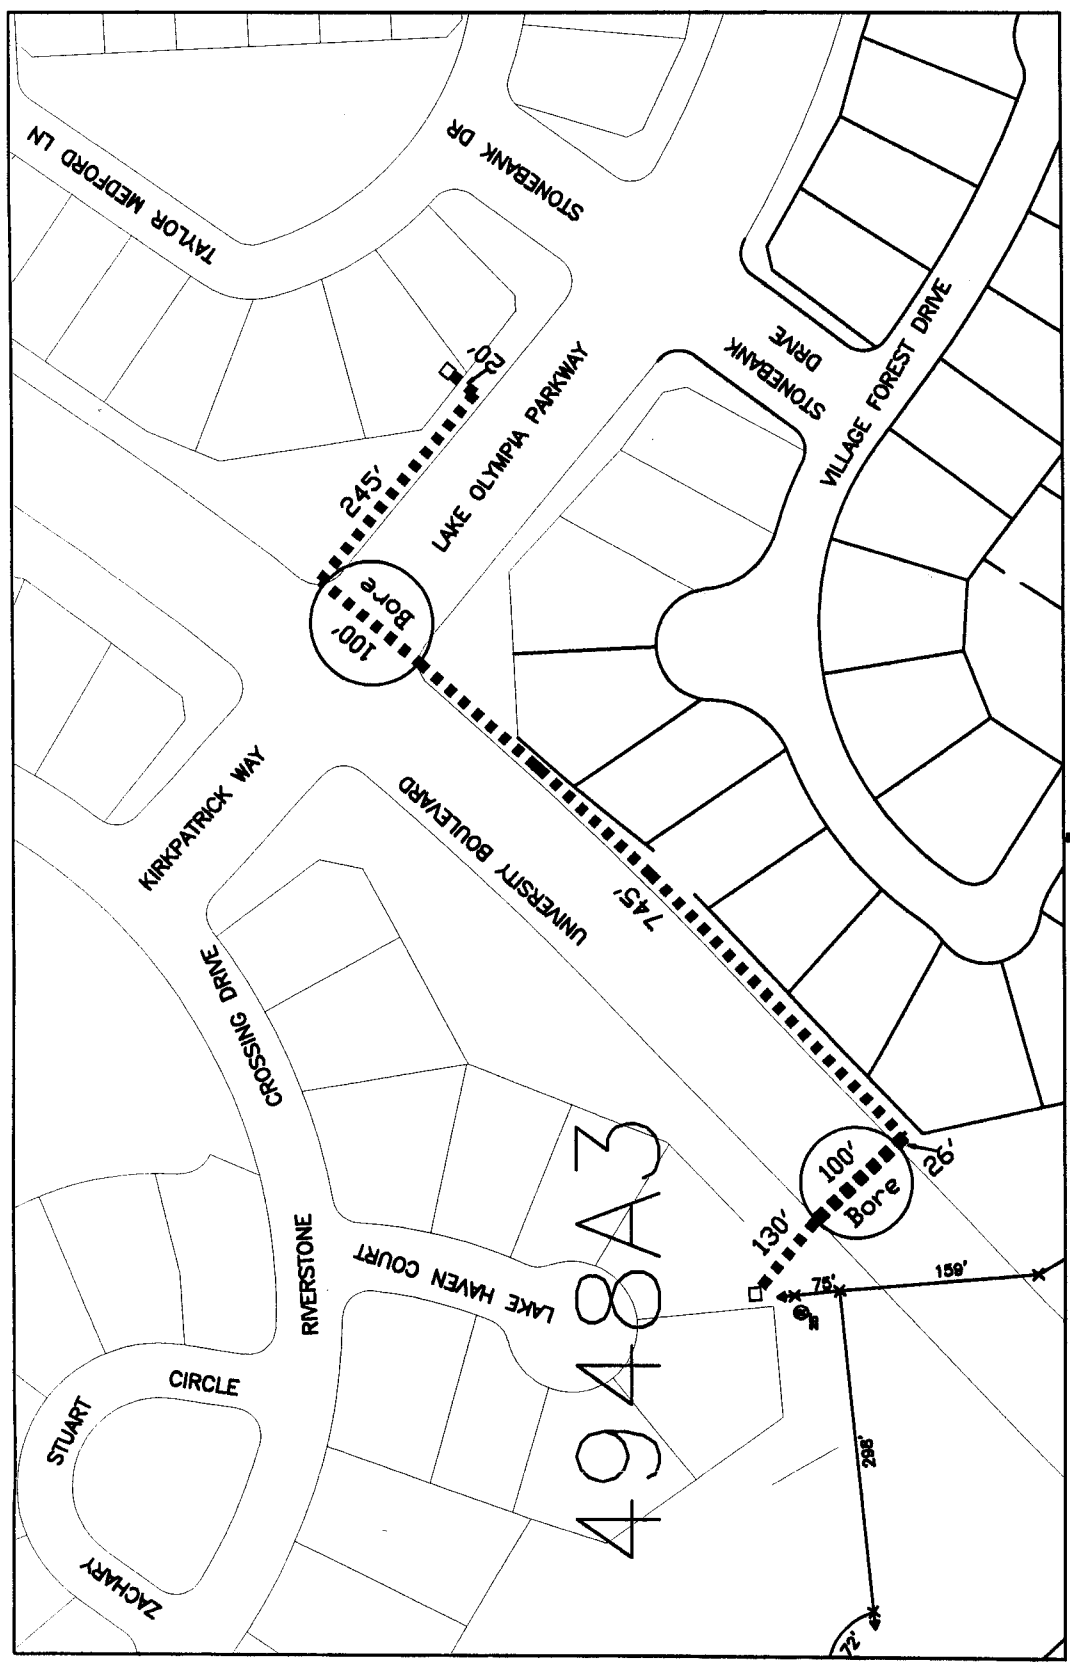 TAYLOR MEDFORD LN
STONEBANK DR
20'
245'
LAKE OLYMPIA PARKWAY
STONEBANK
DRIVE
VILLAGE FOREST DRIVE
100'
Bore
KIRKPATRICK WAY
UNIVERSITY BOULEVARD
745'
CROSSING DRIVE
RIVERSTONE
LAKE HAVEN COURT
4948A3
100'
Bore
26'
130'
75'
159'
298'
72'
STUART
CIRCLE
ZACHARY